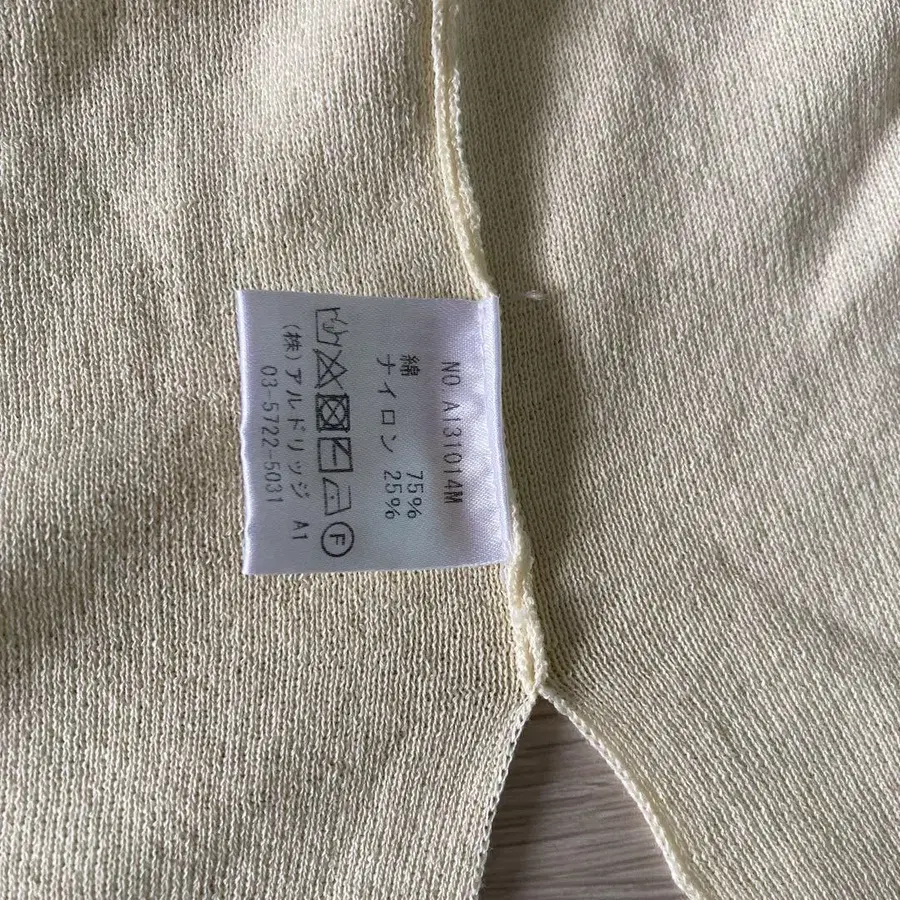 NO A131014M
綿 75%
ナイロン 25%
F
(株)アルドリッジ A1
03-5722-5031